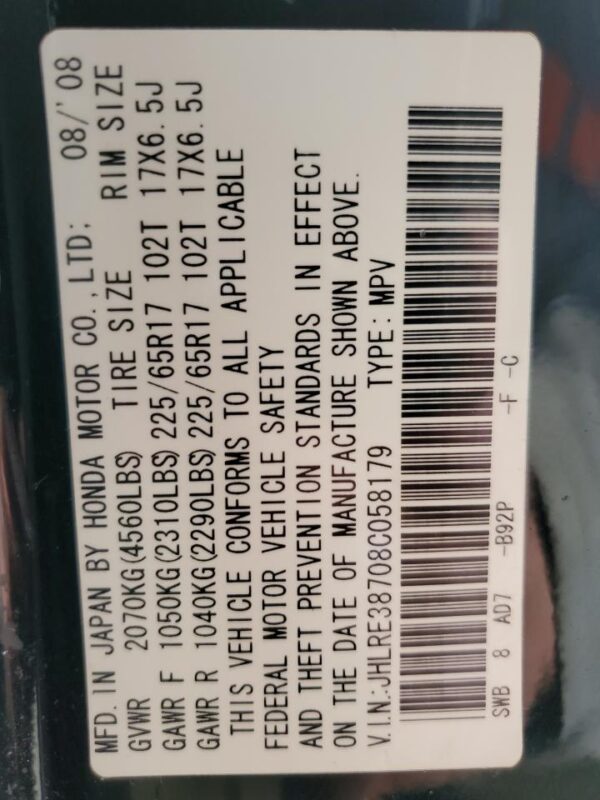 MFD. IN JAPAN BY HONDA MOTOR CO., LTD: 08/'08
GVWR 2070KG(4560LBS) TIRE SIZE RIM SIZE
GAWR F 1050KG(2310LBS) 225/65R17 102T 17X6.5J
GAWR R 1040KG(2290LBS) 225/65R17 102T 17X6.5J
THIS VEHICLE CONFORMS TO ALL APPLICABLE
FEDERAL MOTOR VEHICLE SAFETY
AND THEFT PREVENTION STANDARDS IN EFFECT
ON THE DATE OF MANUFACTURE SHOWN ABOVE.
V.I.N.:JHLRE38708C058179 TYPE:MPV
SWB 8 AD7 -B92P -F -C